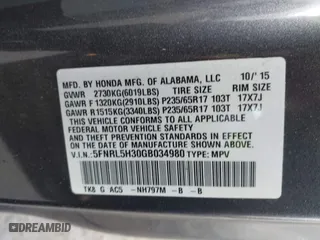 MFD. BY HONDA MFG. OF ALABAMA, LLC 10/'15
GVWR 2730KG(6019LBS) TIRE SIZE RIM SIZE
GAWR F 1320KG(2910LBS) P235/65R17 103T 17X7J
GAWR R 1515KG(3340LBS) P235/65R17 103T 17X7J
THIS VEHICLE CONFORMS TO ALL APPLICABLE
FEDERAL MOTOR VEHICLE SAFETY AND THEFT
PREVENTION STANDARDS IN EFFECT ON THE DATE
OF MANUFACTURE SHOWN ABOVE.
V.I.N.: 5FNRL5H30GB034980 TYPE: MPV
TK8 G AC5 -NH797M -B -B